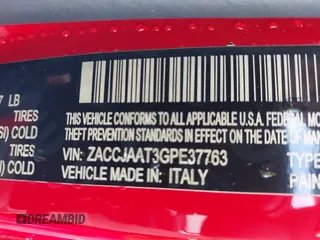 7 LB
TIRES
SI) COLD
TIRES
SI) COLD
THIS VEHICLE CONFORMS TO ALL APPLICABLE U.S.A. FEDERAL MO
THEFT PREVENTION STANDARDS IN EFFECT ON THE DATE OF MAN
VIN: ZACCJAAT3GPE37763 TYPE
VEHICLE MADE IN: ITALY PAIN
DREAMBID